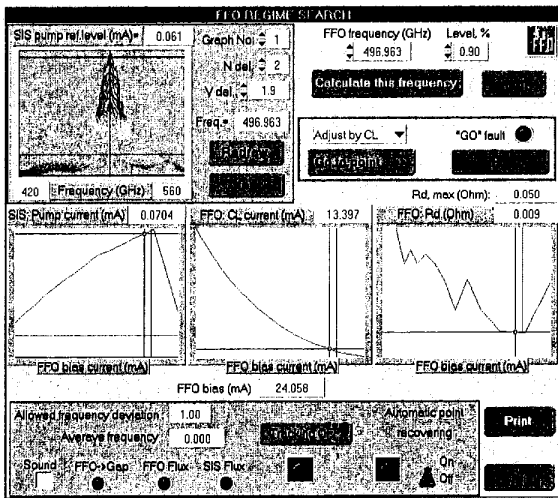 FFO REGIME SEARCH
SIS pump ref.level (mA)= 0.061
Graph No: 1
N del. 2
V del. 1.9
Freq.= 496.963
420 Frequency (GHz) 560
FFO frequency (GHz) Level, %
496.963 0.90
FFO
Calculate this frequency
Adjust by CL "GO" fault
Rd, max (Ohm): 0.050
SIS: Pump current (mA) 0.0704
FFO: CL current (mA) 13.397
FFO: Rd (Ohm) 0.009
FFO bias current (mA)
FFO bias current (mA)
FFO bias current (mA)
FFO bias (mA) 24.058
Allowed frequency deviation 1.00
Average frequency 0.000
Automatic point
recovering
Sound FFO>Gap FFO Flux SIS Flux
On
Off
Print